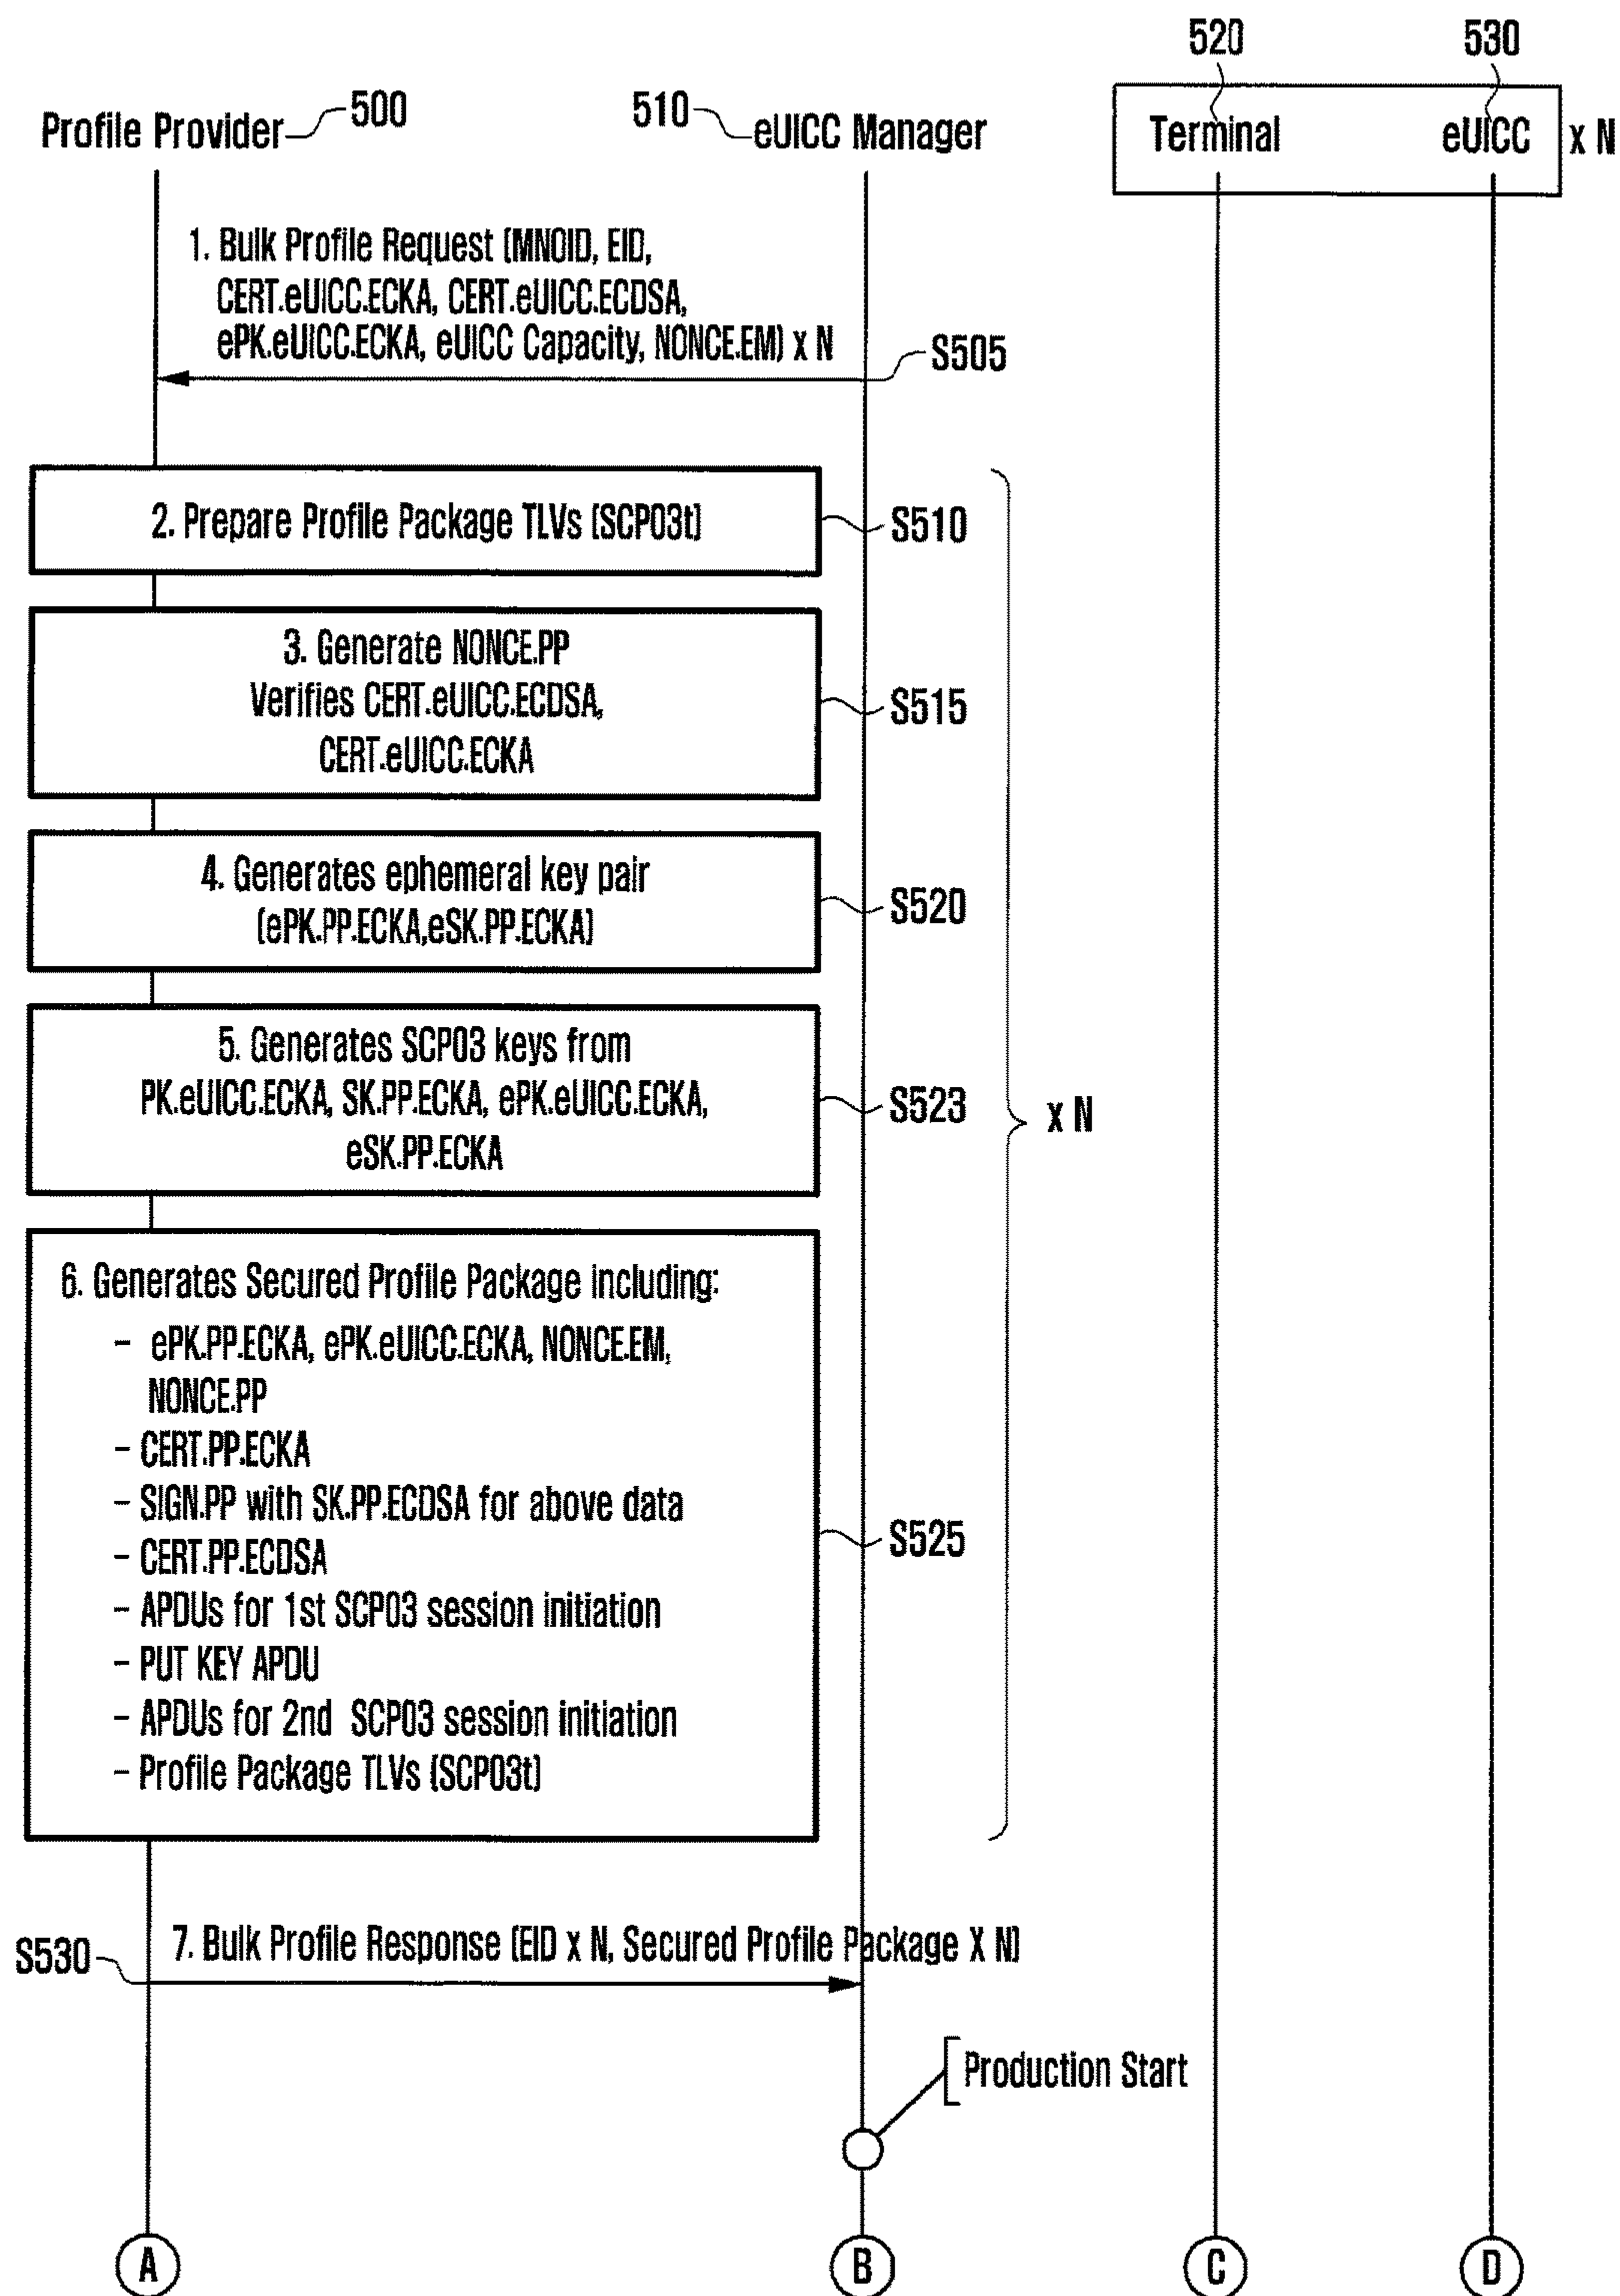 520
530
Profile Provider
500
510
eUICC Manager
Terminal
eUICC
x N
1. Bulk Profile Request (MNOID, EID,
CERT.eUICC.ECKA, CERT.eUICC.ECDSA,
ePK.eUICC.ECKA, eUICC Capacity, NONCE.EM) x N
S505
2. Prepare Profile Package TLVs (SCP03t)
S510
3. Generate NONCE.PP
Verifies CERT.eUICC.ECDSA,
CERT.eUICC.ECKA
S515
4. Generates ephemeral key pair
(ePK.PP.ECKA,eSK.PP.ECKA)
S520
5. Generates SCP03 keys from
PK.eUICC.ECKA, SK.PP.ECKA, ePK.eUICC.ECKA,
eSK.PP.ECKA
S523
x N
6. Generates Secured Profile Package including:
- ePK.PP.ECKA, ePK.eUICC.ECKA, NONCE.EM,
NONCE.PP
- CERT.PP.ECKA
- SIGN.PP with SK.PP.ECDSA for above data
- CERT.PP.ECDSA
- APDUs for 1st SCP03 session initiation
- PUT KEY APDU
- APDUs for 2nd SCP03 session initiation
- Profile Package TLVs (SCP03t)
S525
7. Bulk Profile Response (EID x N, Secured Profile Package X N)
S530
Production Start
A
B
C
D